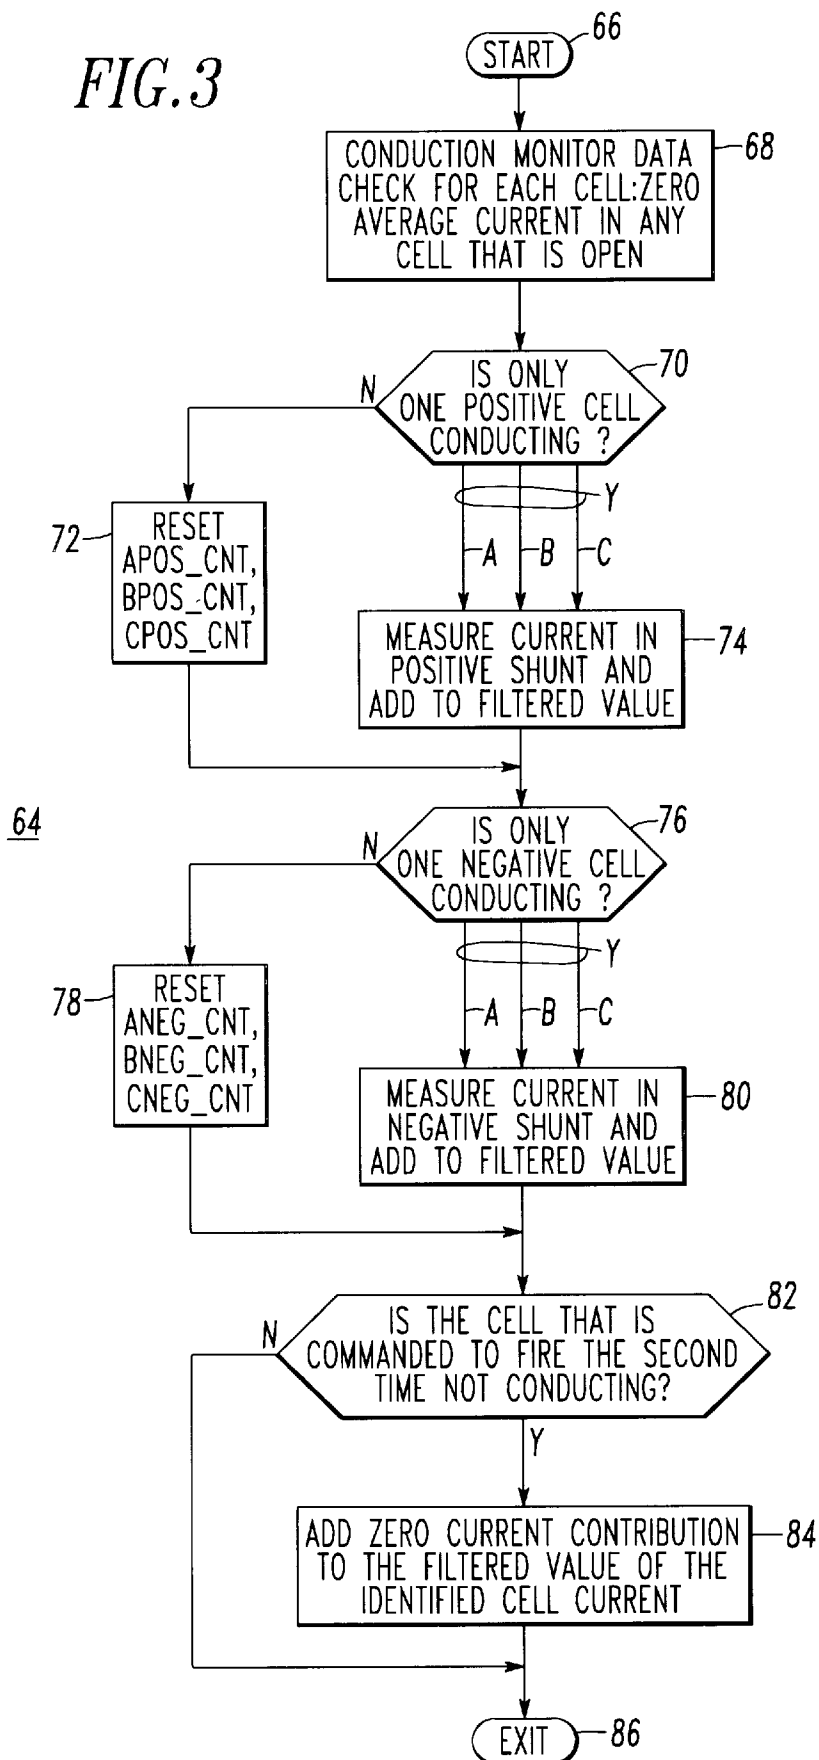 FIG.3
START
66
CONDUCTION MONITOR DATA
CHECK FOR EACH CELL:ZERO
AVERAGE CURRENT IN ANY
CELL THAT IS OPEN
68
IS ONLY
ONE POSITIVE CELL
CONDUCTING ?
70
N
Y
72
RESET
APOS_CNT,
BPOS_CNT,
CPOS_CNT
A
B
C
MEASURE CURRENT IN
POSITIVE SHUNT AND
ADD TO FILTERED VALUE
74
64
IS ONLY
ONE NEGATIVE CELL
CONDUCTING ?
76
N
Y
78
RESET
ANEG_CNT,
BNEG_CNT,
CNEG_CNT
A
B
C
MEASURE CURRENT IN
NEGATIVE SHUNT AND
ADD TO FILTERED VALUE
80
IS THE CELL THAT IS
COMMANDED TO FIRE THE SECOND
TIME NOT CONDUCTING?
82
N
Y
ADD ZERO CURRENT CONTRIBUTION
TO THE FILTERED VALUE OF THE
IDENTIFIED CELL CURRENT
84
EXIT
86